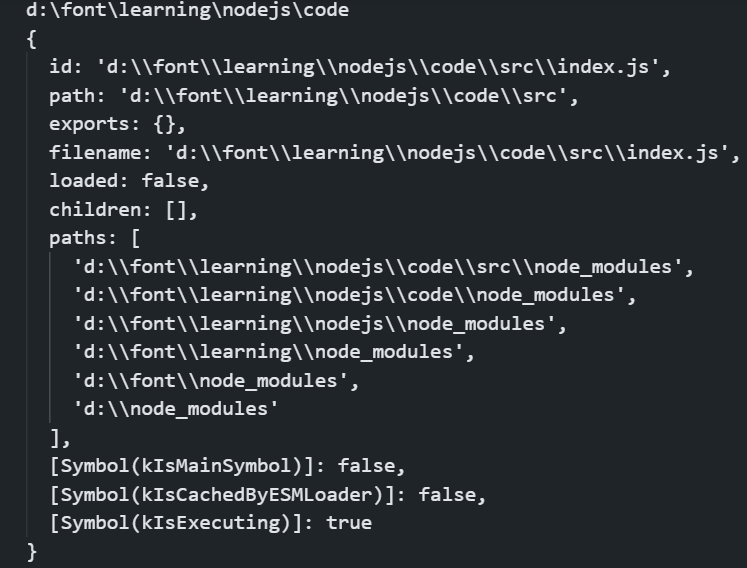 d:\font\learning\nodejs\code
{
  id: 'd:\\font\\learning\\nodejs\\code\\src\\index.js',
  path: 'd:\\font\\learning\\nodejs\\code\\src',
  exports: {},
  filename: 'd:\\font\\learning\\nodejs\\code\\src\\index.js',
  loaded: false,
  children: [],
  paths: [
    'd:\\font\\learning\\nodejs\\code\\src\\node_modules',
    'd:\\font\\learning\\nodejs\\code\\node_modules',
    'd:\\font\\learning\\nodejs\\node_modules',
    'd:\\font\\learning\\node_modules',
    'd:\\font\\node_modules',
    'd:\\node_modules'
  ],
  [Symbol(kIsMainSymbol)]: false,
  [Symbol(kIsCachedByESMLoader)]: false,
  [Symbol(kIsExecuting)]: true
}